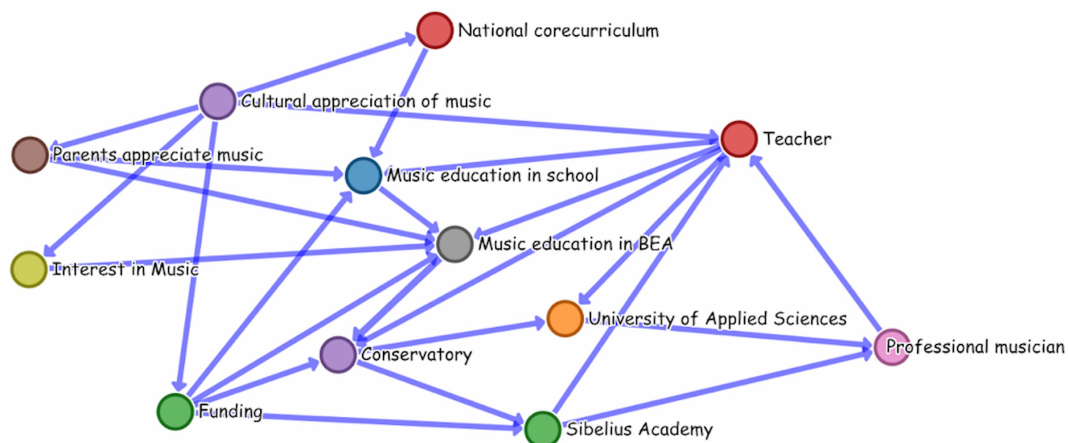 National corecurriculum
Cultural appreciation of music
Teacher
Parents appreciate music
Music education in school
Music education in BEA
Interest in Music
University of Applied Sciences
Professional musician
Conservatory
Funding
Sibelius Academy